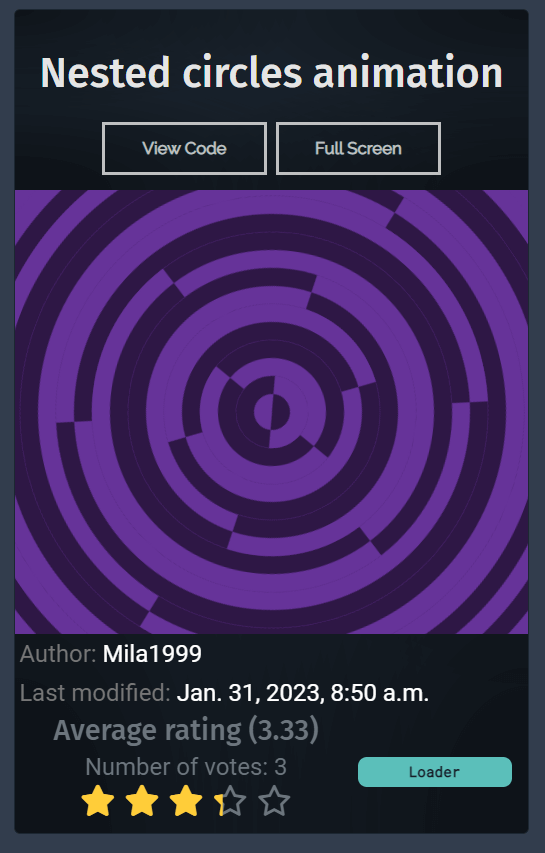 Nested circles animation
View Code
Full Screen
Author: Mila1999
Last modified: Jan. 31, 2023, 8:50 a.m.
Average rating (3.33)
Number of votes: 3
Loader